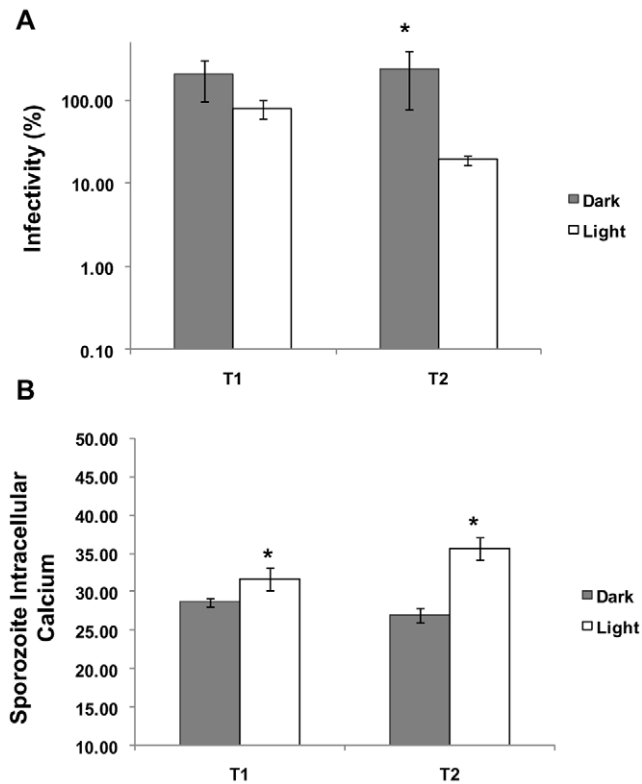 A
*
Infectivity (%)
100.00
10.00
1.00
0.10
T1
T2
Dark
Light
B
Sporozoite Intracellular
Calcium
50.00
45.00
40.00
35.00
30.00
25.00
20.00
15.00
10.00
*
*
T1
T2
Dark
Light